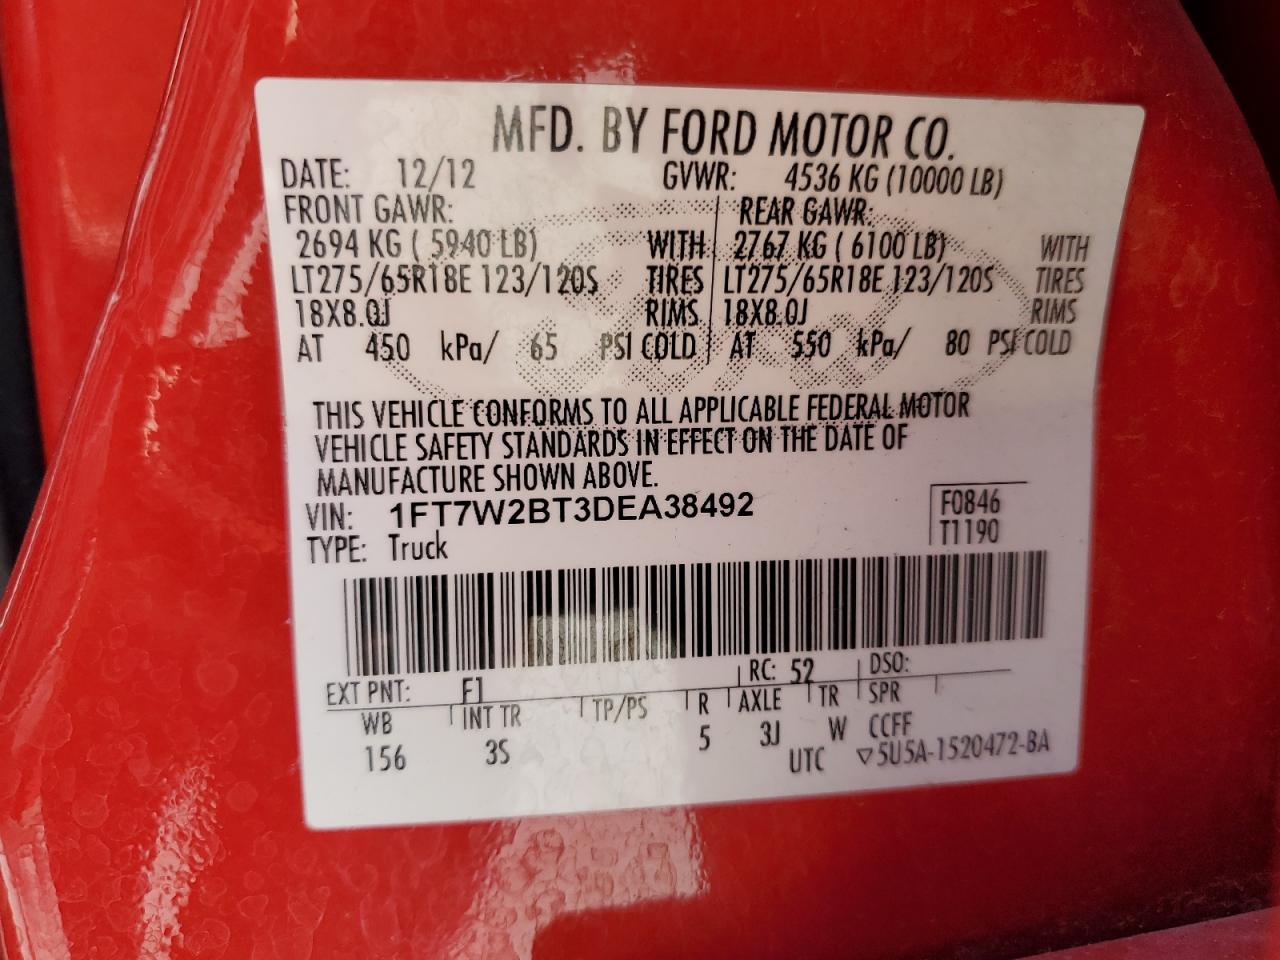 MFD. BY FORD MOTOR CO.
DATE: 12/12 GVWR: 4536 KG (10000 LB)
FRONT GAWR: REAR GAWR:
2694 KG ( 5940 LB) WITH 2767 KG ( 6100 LB) WITH
LT275/65R18E 123/120S TIRES LT275/65R18E 123/120S TIRES
18X8.0J RIMS 18X8.0J RIMS
AT 450 kPa/ 65 PSI COLD AT 550 kPa/ 80 PSI COLD
THIS VEHICLE CONFORMS TO ALL APPLICABLE FEDERAL MOTOR
VEHICLE SAFETY STANDARDS IN EFFECT ON THE DATE OF
MANUFACTURE SHOWN ABOVE.
VIN: 1FT7W2BT3DEA38492 F0846
TYPE: Truck T1190
EXT PNT: F1 RC: 52 DSO:
WB INT TR TP/PS R AXLE TR SPR
156 3S 5 3J W CCFF
UTC ▽5U5A-1520472-BA